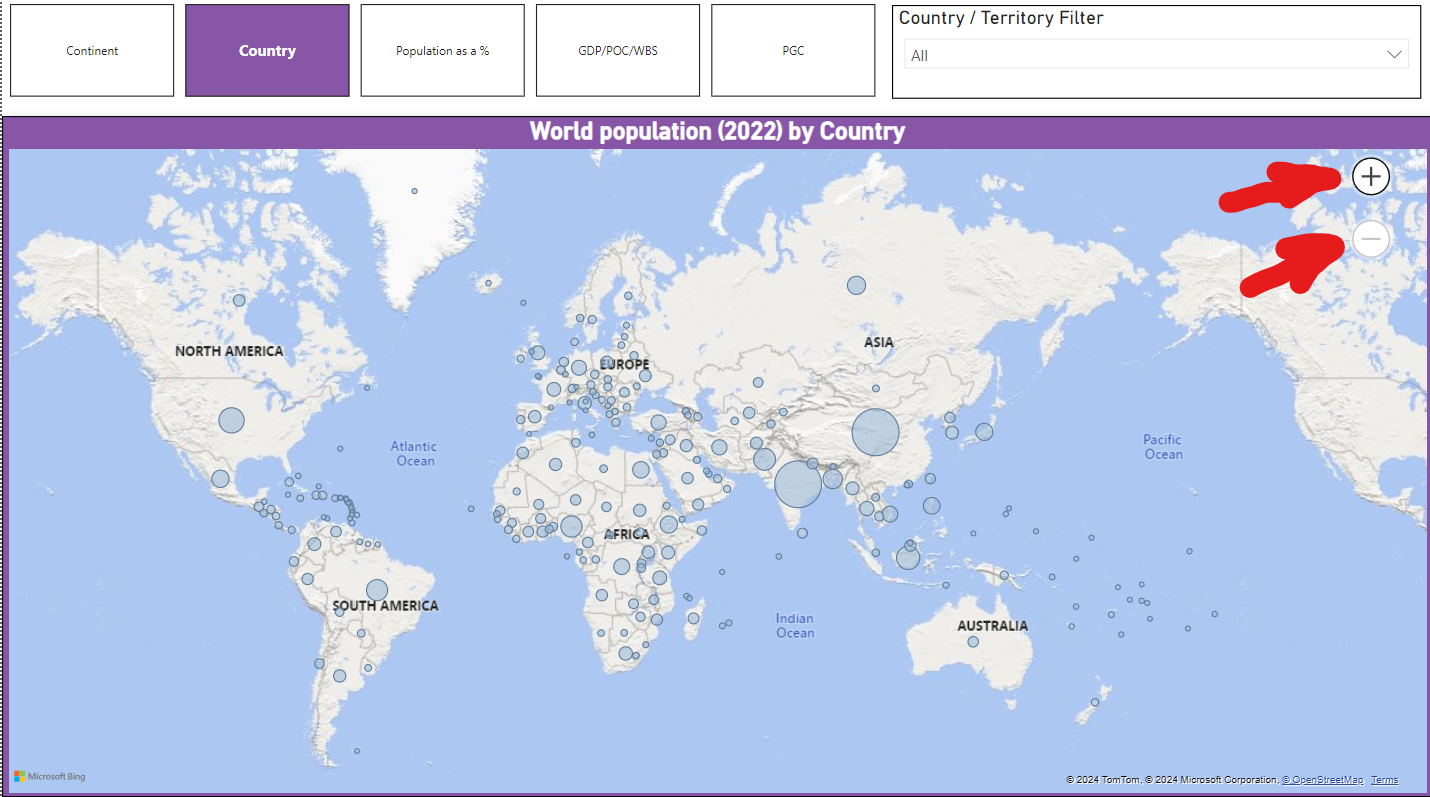 Continent
Country
Population as a %
GDP/POC/WBS
PGC
Country / Territory Filter
All
World population (2022) by Country
NORTH AMERICA
EUROPE
ASIA
Atlantic
Ocean
Pacific
Ocean
AFRICA
SOUTH AMERICA
Indian
Ocean
AUSTRALIA
Microsoft Bing
© 2024 TomTom, © 2024 Microsoft Corporation, © OpenStreetMap Terms